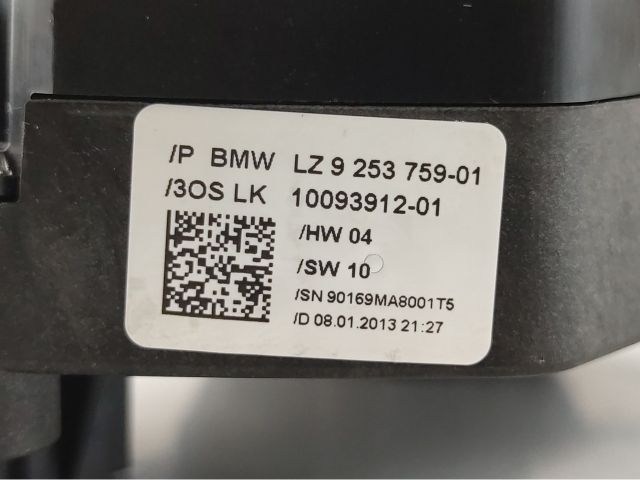 /P BMW LZ 9 253 759-01
/3OS LK 10093912-01
/HW 04
/SW 10
/SN 90169MA8001T5
/D 08.01.2013 21:27